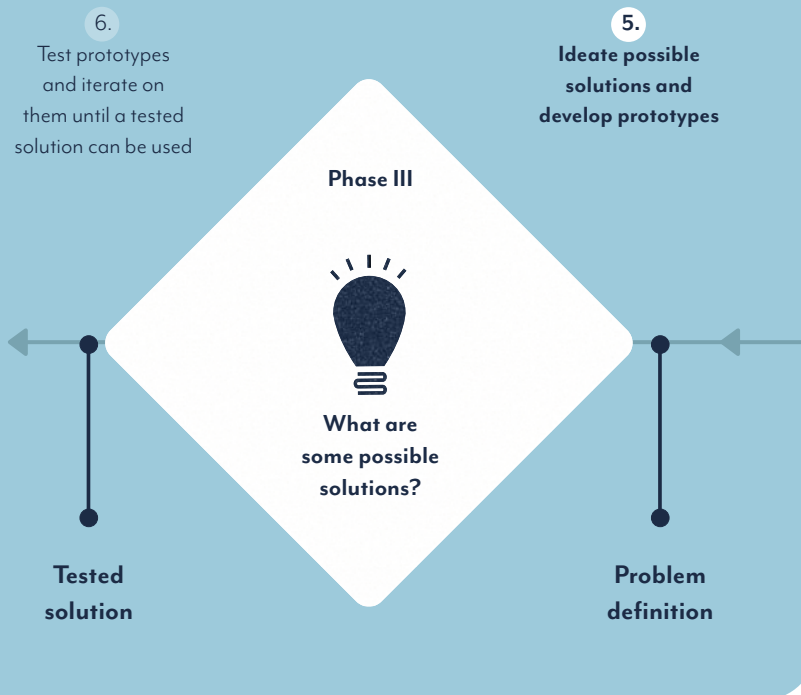 6.
Test prototypes
and iterate on
them until a tested
solution can be used
5.
Ideate possible
solutions and
develop prototypes
Phase III
What are
some possible
solutions?
Tested
solution
Problem
definition